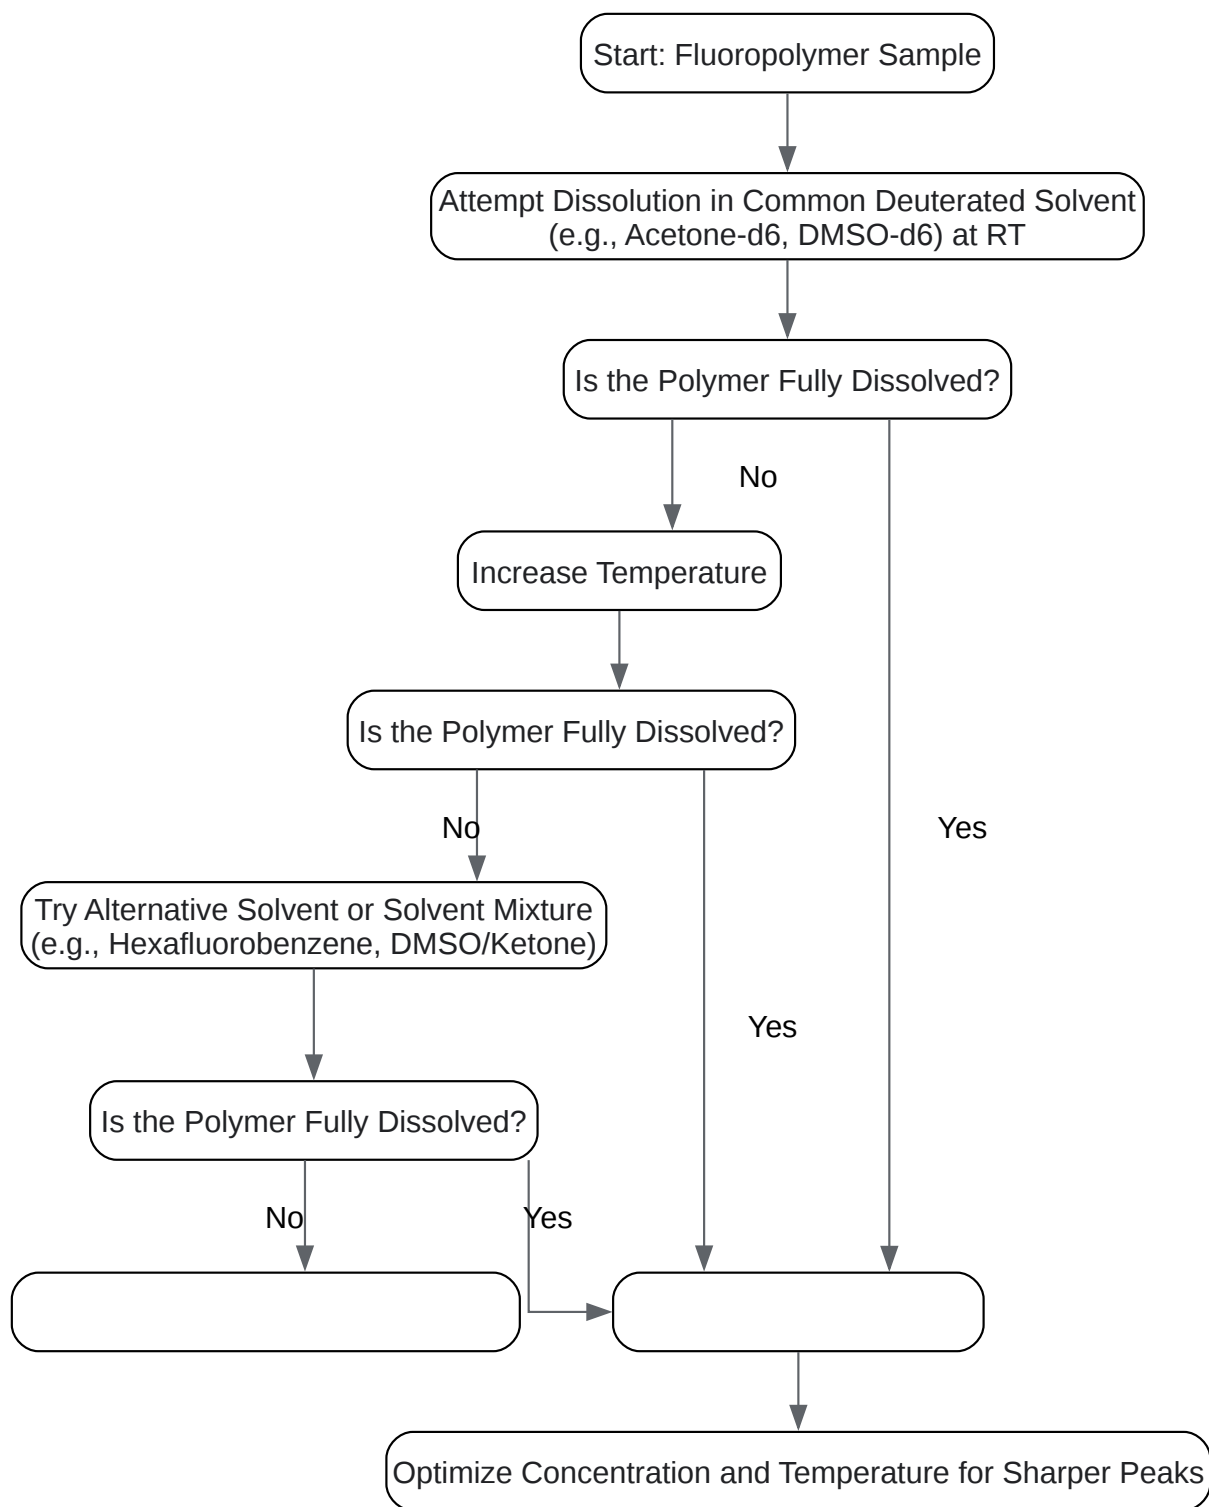 Start: Fluoropolymer Sample
Attempt Dissolution in Common Deuterated Solvent
(e.g., Acetone-d6, DMSO-d6) at RT
Is the Polymer Fully Dissolved?
No
Increase Temperature
Is the Polymer Fully Dissolved?
No
Yes
Try Alternative Solvent or Solvent Mixture
(e.g., Hexafluorobenzene, DMSO/Ketone)
Yes
Is the Polymer Fully Dissolved?
No
Yes
Optimize Concentration and Temperature for Sharper Peaks